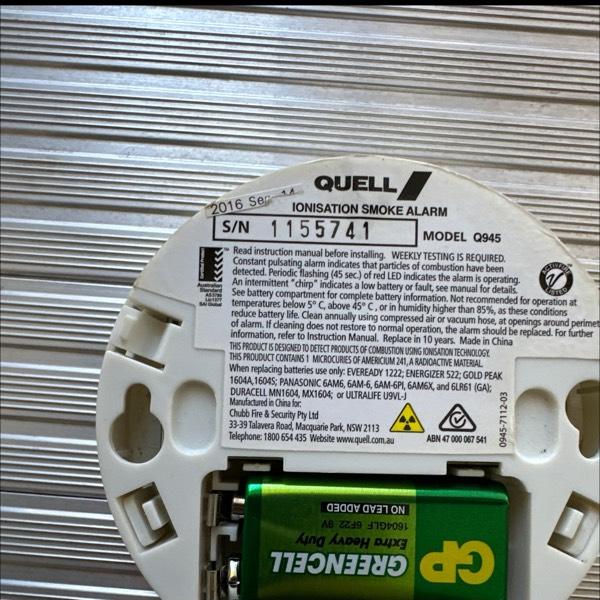 QUELL
2016 Sep 14
IONISATION SMOKE ALARM
S/N 1155741
MODEL Q945
Read instruction manual before installing. WEEKLY TESTING IS REQUIRED.
Constant pulsating alarm indicates that particles of combustion have been
detected. Periodic flashing (45 sec.) of red LED indicates the alarm is operating.
An intermittent "chirp" indicates a low battery or fault, see manual for details.
See battery compartment for complete battery information. Not recommended for operation at
temperatures below 5° C, above 45° C, or in humidity higher than 85%, as these conditions
reduce battery life. Clean annually using compressed air or vacuum hose, at openings around perimet
of alarm. If cleaning does not restore to normal operation, the alarm should be replaced. For further
information, refer to Instruction Manual. Replace in 10 years. Made in China
THIS PRODUCT IS DESIGNED TO DETECT PRODUCTS OF COMBUSTION USING IONISATION TECHNOLOGY.
THIS PRODUCT CONTAINS 1 MICROCURIES OF AMERICIUM 241, A RADIOACTIVE MATERIAL.
When replacing batteries use only: EVEREADY 1222; ENERGIZER 522; GOLD PEAK
1604A,1604S; PANASONIC 6AM6, 6AM-6, 6AM-6PI, 6AM6X, and 6LR61 (GA);
DURACELL MN1604, MX1604; or ULTRALIFE U9VL-J
Manufactured in China for:
Chubb Fire & Security Pty Ltd
33-39 Talavera Road, Macquarie Park, NSW 2113
Telephone: 1800 654 435 Website www.quell.com.au
ABN 47 000 067 541
0945-7112-03
Australian
Standard
AS3786
Lic1377
SAI Global
ACTIVFIRE
LISTED
NO LEAD ADDED
1604GLF 6F22 9V
Extra Heavy Duty
GREENCELL
GP